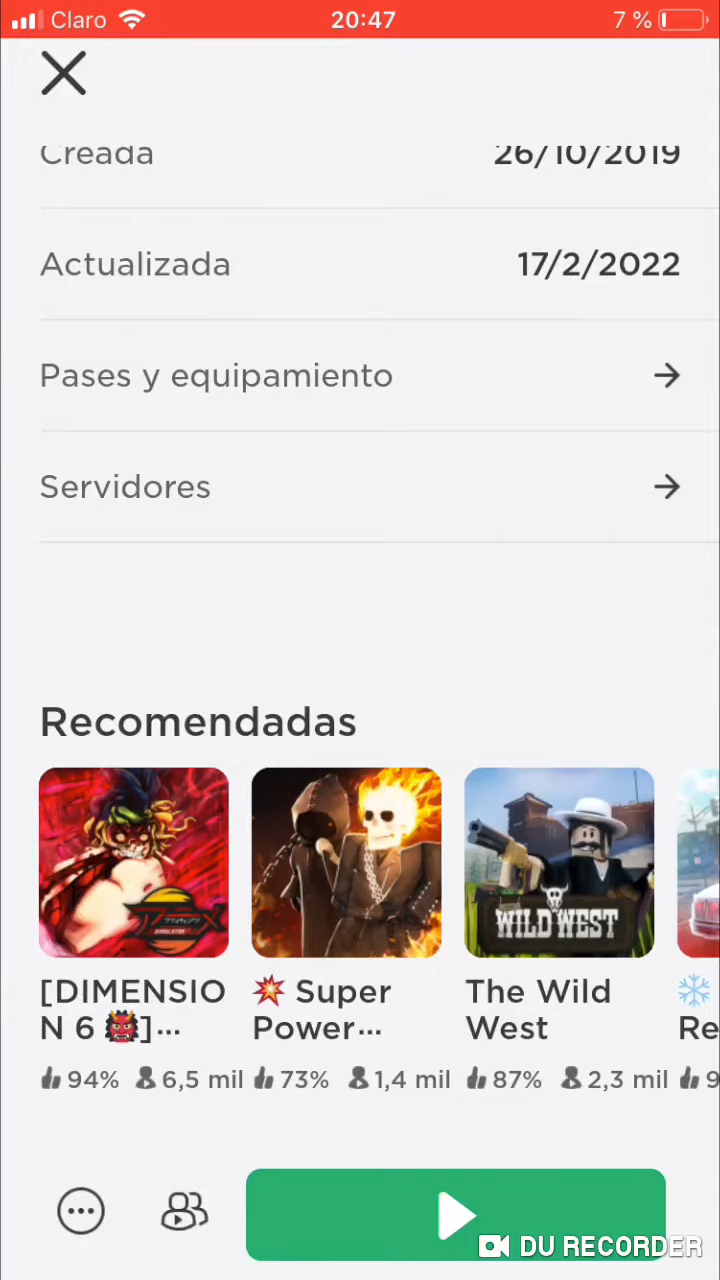 Claro 20:47 7 %
Creada 26/10/2019
Actualizada 17/2/2022
Pases y equipamiento
Servidores
Recomendadas
WILD WEST
[DIMENSIO
N 6 👹]...
💥 Super
Power...
The Wild
West
❄️
Re
94% 6,5 mil
73% 1,4 mil
87% 2,3 mil
9
DU RECORDER